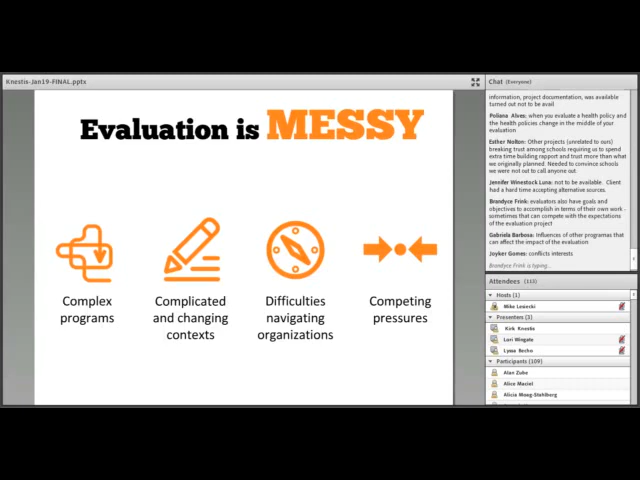 Knestis-Jan19-FINAL.pptx
Evaluation is MESSY
Complex
programs
Complicated
and changing
contexts
Difficulties
navigating
organizations
Competing
pressures
Chat (Everyone)
information, project documentation, was available
turned out not to be avail
Poliana Alves: when you evaluate a health policy and
the health policies change in the middle of your
evaluation
Esther Nolton: Other projects (unrelated to ours)
breaking trust among schools requiring us to spend
extra time building rapport and trust more than what
we originally planned. Needed to convince schools
we were not out to call anyone out.
Jennifer Winestock Luna: not to be available. Client
had a hard time accepting alternative sources.
Brandyce Frink: evaluators also have goals and
objectives to accomplish in terms of their own work -
sometimes that can compete with the expectations
of the evaluation project
Gabriela Barbosa: Influences of other programas that
can affect the impact of the evaluation
Joyker Gomes: conflicts interests
Brandyce Frink is typing...
Attendees (113)
Hosts (1)
Mike Lesiecki
Presenters (3)
Kirk Knestis
Lori Wingate
Lyssa Becho
Participants (109)
Alan Zube
Alice Maciel
Alicia Moag-Stahlberg